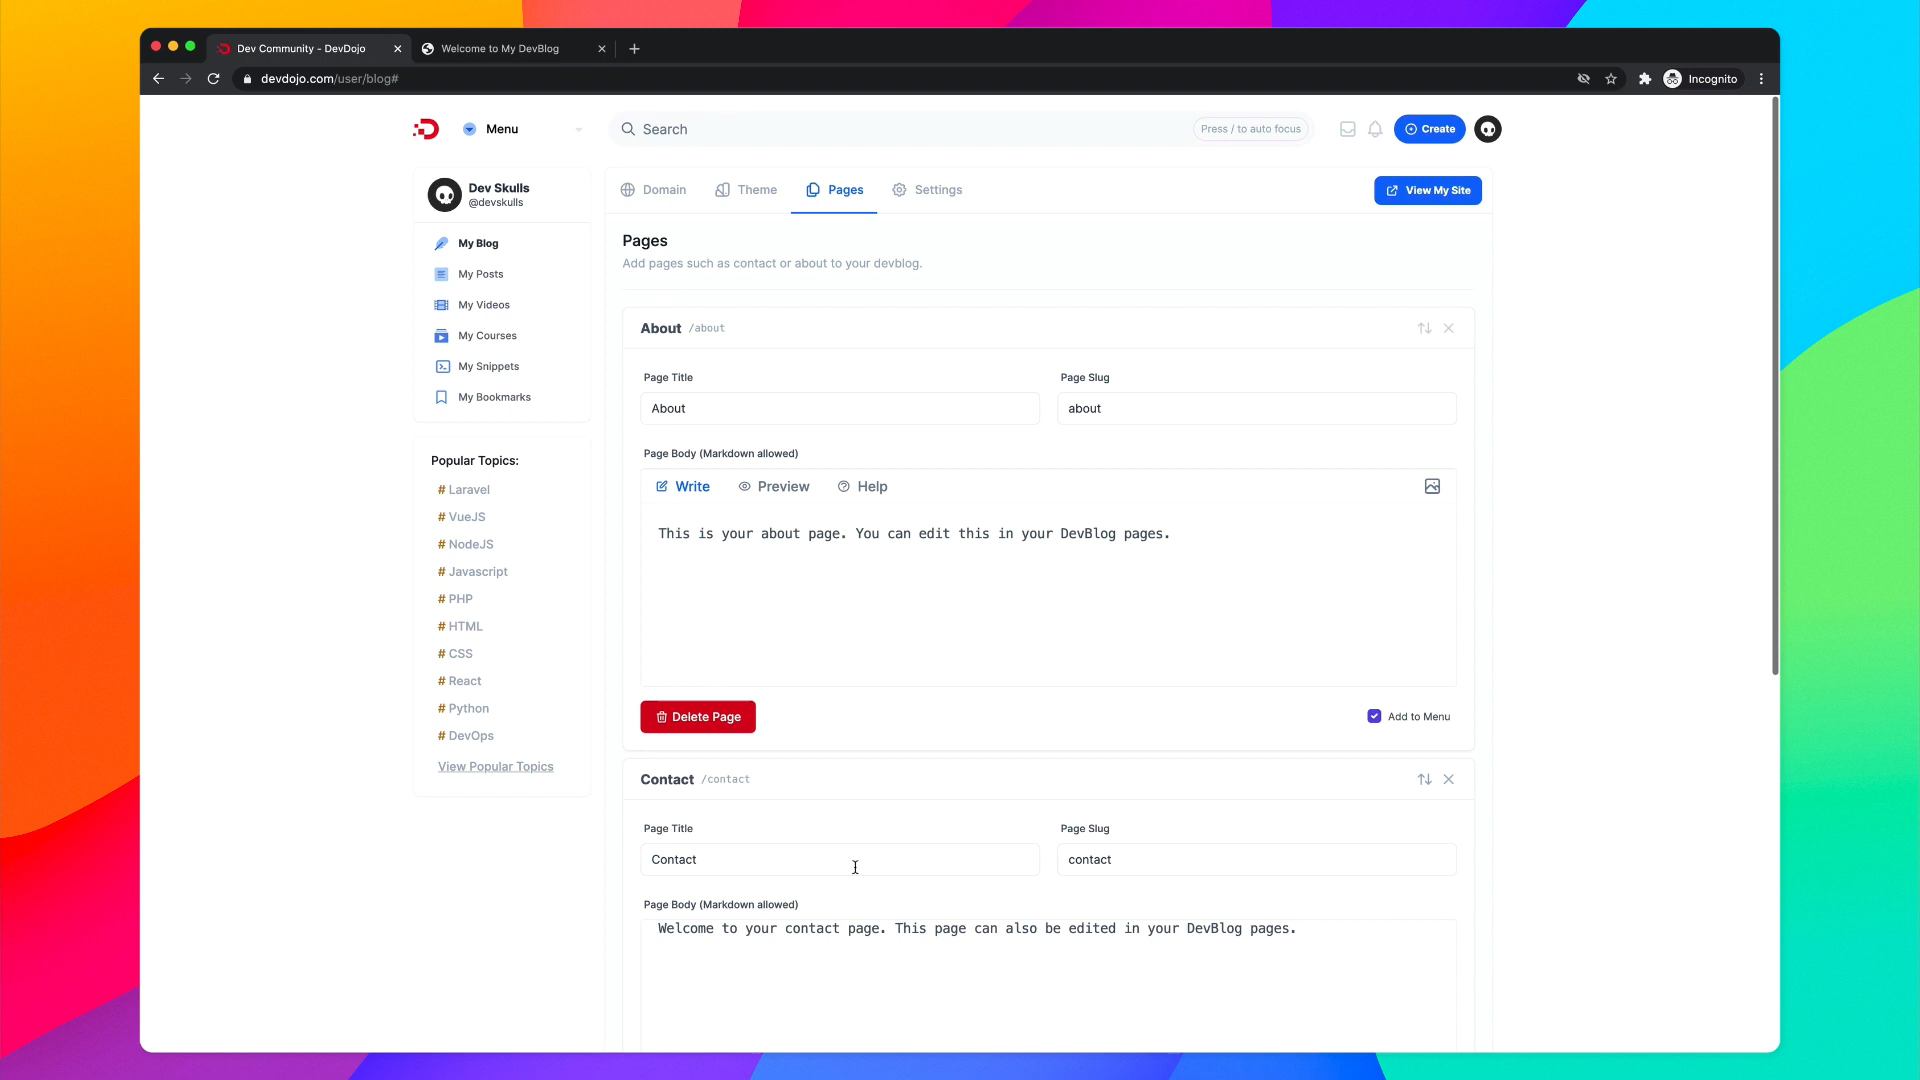 Dev Community - DevDojo
Welcome to My DevBlog
devdojo.com/user/blog#
Incognito
Menu
Search
Press / to auto focus
Create
Dev Skulls
@devskulls
My Blog
My Posts
My Videos
My Courses
My Snippets
My Bookmarks
Popular Topics:
# Laravel
# VueJS
# NodeJS
# Javascript
# PHP
# HTML
# CSS
# React
# Python
# DevOps
View Popular Topics
Domain
Theme
Pages
Settings
View My Site
Pages
Add pages such as contact or about to your devblog.
About /about
Page Title
Page Slug
About
about
Page Body (Markdown allowed)
Write
Preview
Help
This is your about page. You can edit this in your DevBlog pages.
Delete Page
Add to Menu
Contact /contact
Page Title
Page Slug
Contact
contact
Page Body (Markdown allowed)
Welcome to your contact page. This page can also be edited in your DevBlog pages.